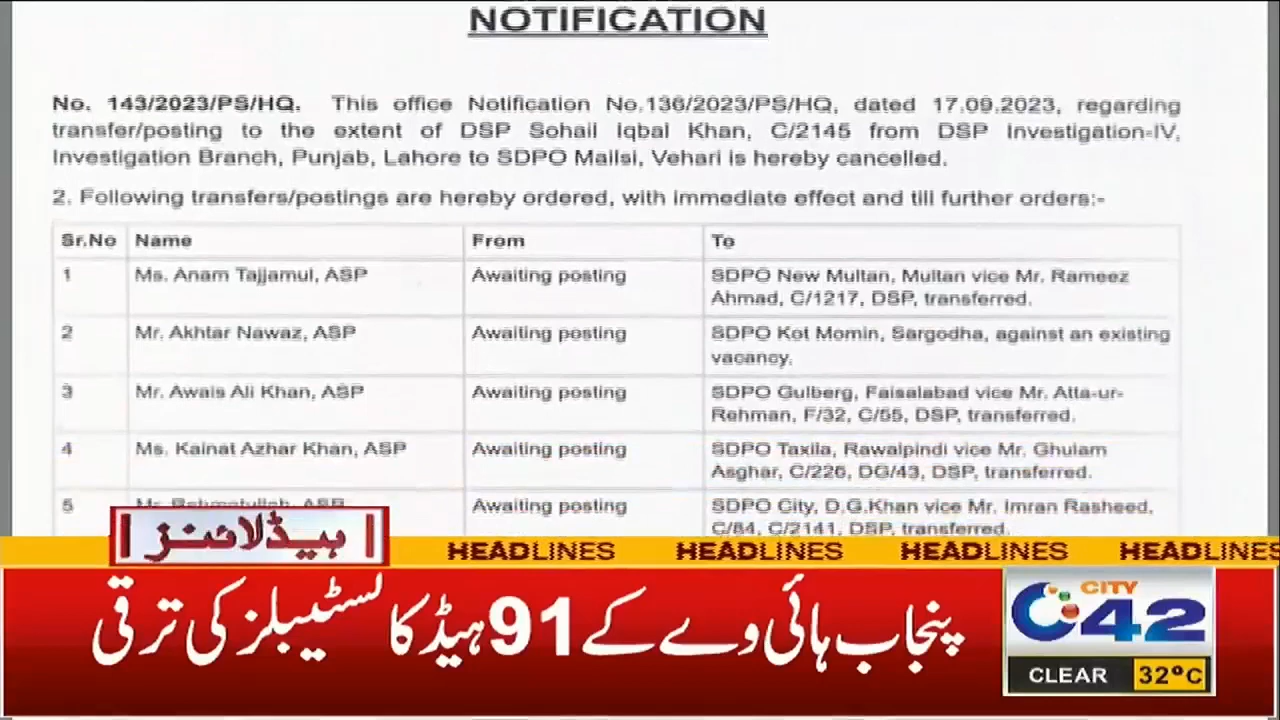 NOTIFICATION
No. 143/2023/PS/HQ. This office Notification No.136/2023/PS/HQ, dated 17.09.2023, regarding
transfer/posting to the extent of DSP Sohail Iqbal Khan, C/2145 from DSP Investigation-IV,
Investigation Branch, Punjab, Lahore to SDPO Mailsi, Vehari is hereby cancelled.
2. Following transfers/postings are hereby ordered, with immediate effect and till further orders:-
Sr.No Name From To
1 Ms. Anam Tajjamul, ASP Awaiting posting SDPO New Multan, Multan vice Mr. Rameez
Ahmad, C/1217, DSP, transferred.
2 Mr. Akhtar Nawaz, ASP Awaiting posting SDPO Kot Momin, Sargodha, against an existing
vacancy.
3 Mr. Awais Ali Khan, ASP Awaiting posting SDPO Gulberg, Faisalabad vice Mr. Atta-ur-
Rehman, F/32, C/55, DSP, transferred.
4 Ms. Kainat Azhar Khan, ASP Awaiting posting SDPO Taxila, Rawalpindi vice Mr. Ghulam
Asghar, C/226, DG/43, DSP, transferred.
5 Mr. Rahmatullah, ASP Awaiting posting SDPO City, D.G.Khan vice Mr. Imran Rasheed,
C/84, C/2141, DSP, transferred.
ہیڈلائنز
HEADLINES HEADLINES HEADLINES HEADLINES
پنجاب ہائی وے کے 91 ہیڈ کانسٹیبلز کی ترقی
CITY
42
CLEAR 32°C